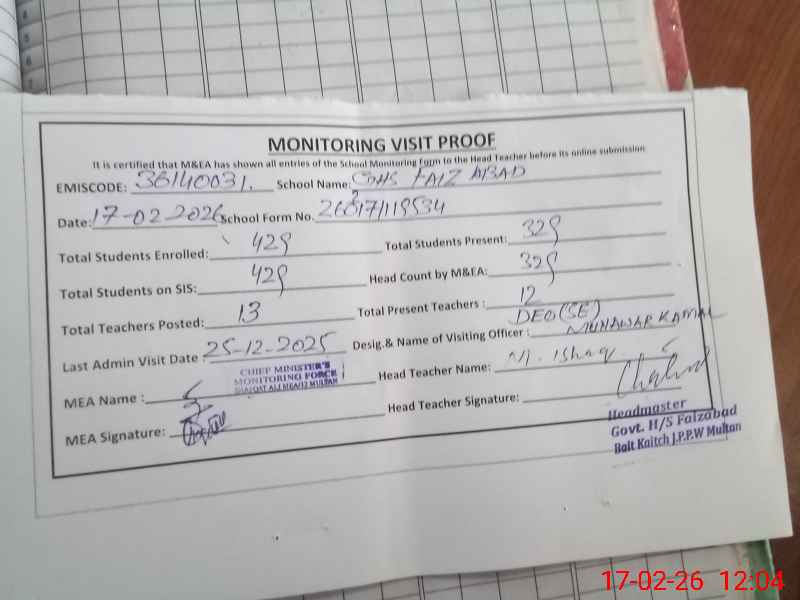 MONITORING VISIT PROOF
It is certified that M&EA has shown all entries of the School Monitoring Form to the Head Teacher before its online submission
EMISCODE: 36140031. School Name: GHS FAIZ ABAD
Date: 17-02-2026 School Form No.
Total Students Enrolled: 429 Total Students Present: 329
Total Students on SIS: 429 Head Count by M&EA: 329
Total Teachers Posted: 13 Total Present Teachers : 12
DEO(SE)
Last Admin Visit Date : 25-12-2025 Desig.& Name of Visiting Officer : MUNAWAR KAMAL
CHIEF MINISTER'S
MONITORING FORCE
MULTAN
MEA Name : Head Teacher Name: M. Ishaq
MEA Signature: Head Teacher Signature:
Headmaster
Govt. H/S Faizabad
Bait Kaitch J.P.P.W Multan
17-02-26 12:04